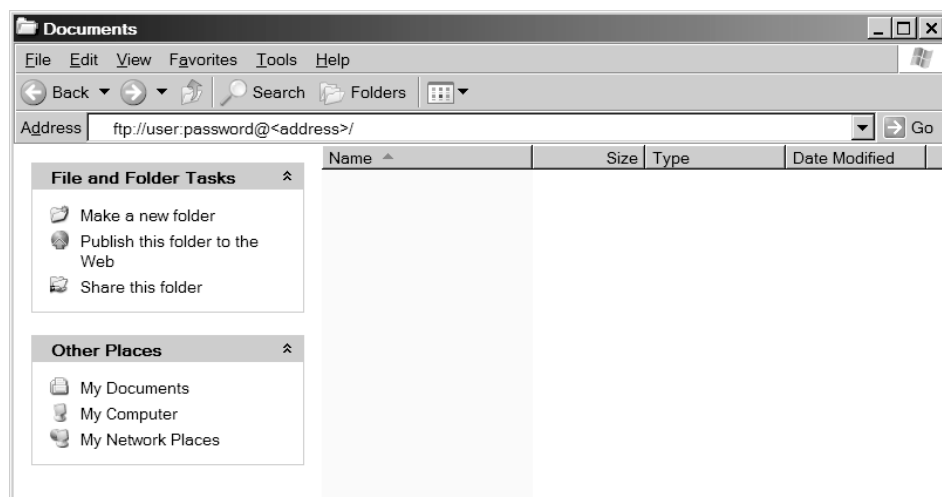 Documents
File Edit View Favorites Tools Help
Back Search Folders
Address ftp://user:password@<address>/ Go
Name Size Type Date Modified
File and Folder Tasks
Make a new folder
Publish this folder to the
Web
Share this folder
Other Places
My Documents
My Computer
My Network Places